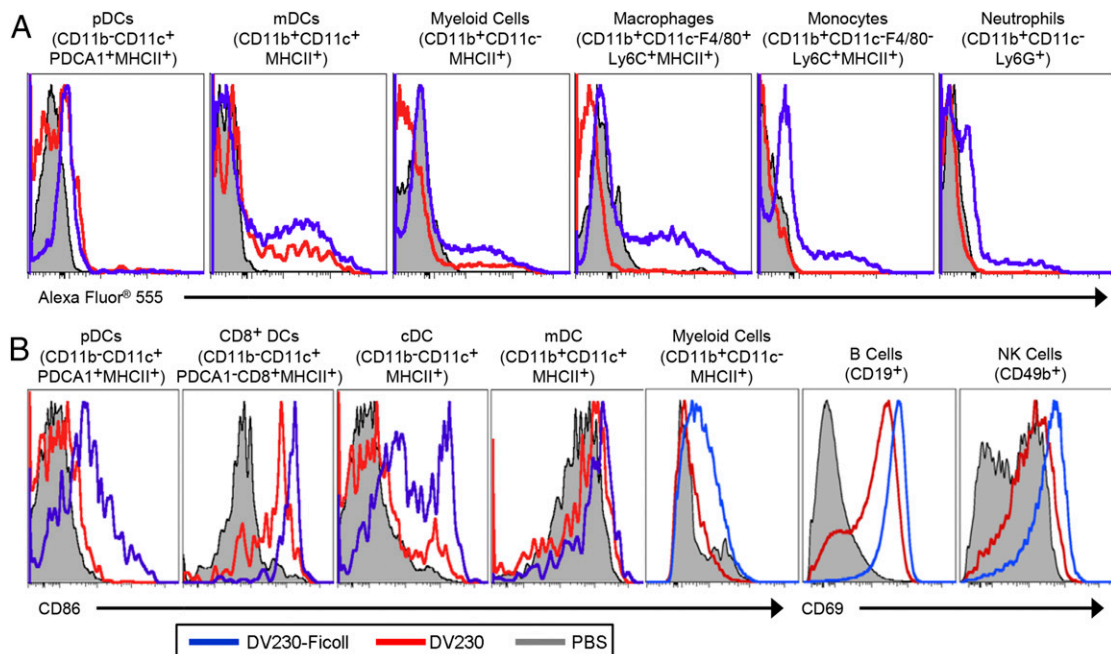 A
pDCs
(CD11b-CD11c+
PDCA1+MHCII+)
mDCs
(CD11b+CD11c+
MHCII+)
Myeloid Cells
(CD11b+CD11c-
MHCII+)
Macrophages
(CD11b+CD11c-F4/80+
Ly6C+MHCII+)
Monocytes
(CD11b+CD11c-F4/80-
Ly6C+MHCII+)
Neutrophils
(CD11b+CD11c-
Ly6G+)
Alexa Fluor® 555
B
pDCs
(CD11b-CD11c+
PDCA1+MHCII+)
CD8+ DCs
(CD11b-CD11c+
PDCA1-CD8+MHCII+)
cDC
(CD11b-CD11c+
MHCII+)
mDC
(CD11b+CD11c+
MHCII+)
Myeloid Cells
(CD11b+CD11c-
MHCII+)
B Cells
(CD19+)
NK Cells
(CD49b+)
CD86
CD69
DV230-Ficoll
DV230
PBS